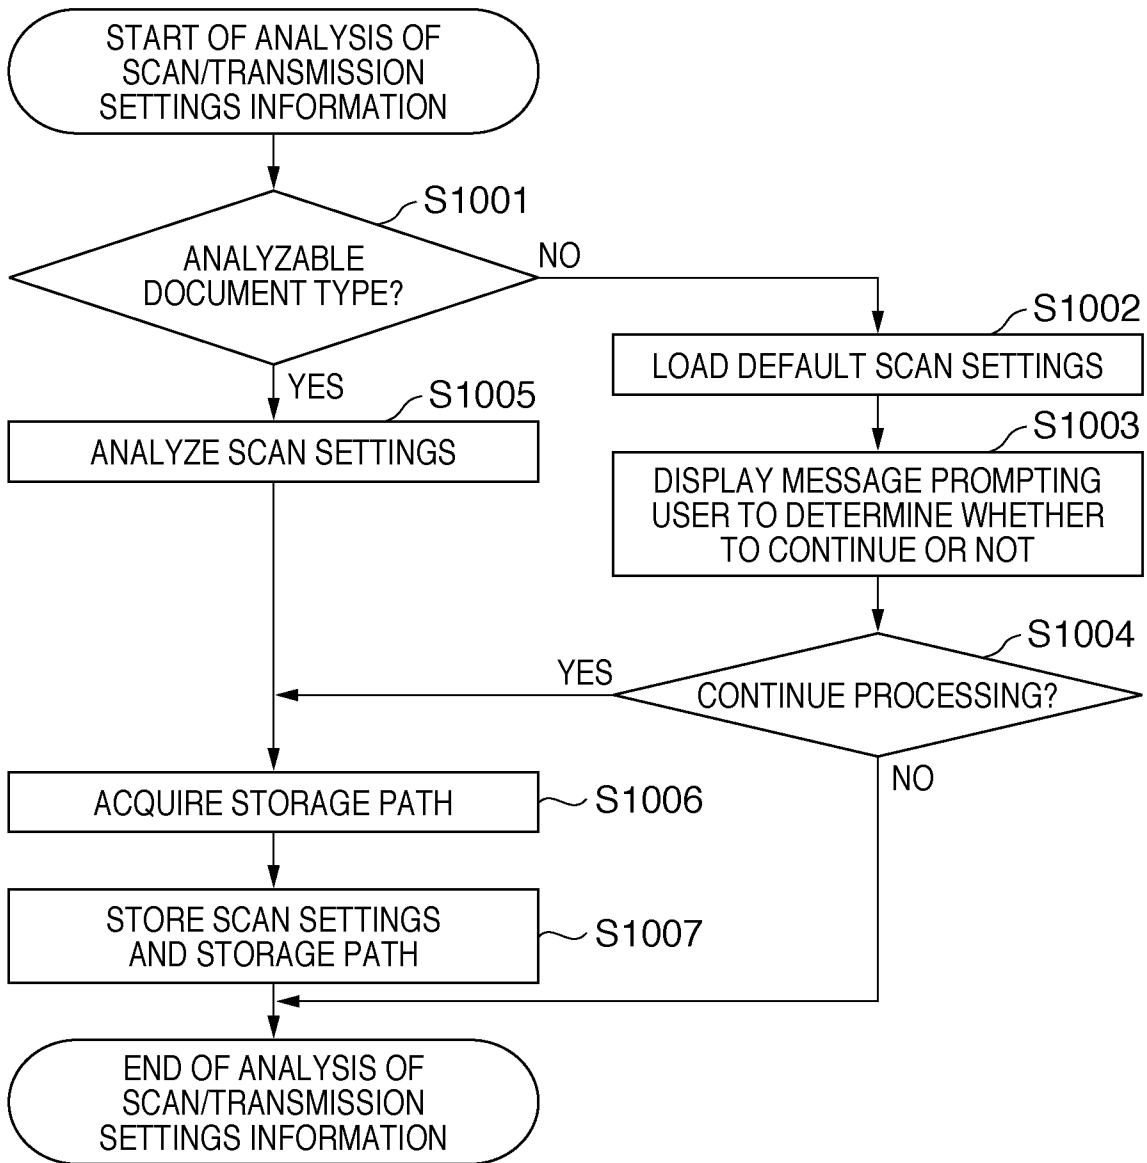 START OF ANALYSIS OF
SCAN/TRANSMISSION
SETTINGS INFORMATION
S1001
ANALYZABLE
DOCUMENT TYPE?
NO
YES
S1002
LOAD DEFAULT SCAN SETTINGS
S1005
ANALYZE SCAN SETTINGS
S1003
DISPLAY MESSAGE PROMPTING
USER TO DETERMINE WHETHER
TO CONTINUE OR NOT
S1004
CONTINUE PROCESSING?
YES
NO
ACQUIRE STORAGE PATH
S1006
STORE SCAN SETTINGS
AND STORAGE PATH
S1007
END OF ANALYSIS OF
SCAN/TRANSMISSION
SETTINGS INFORMATION